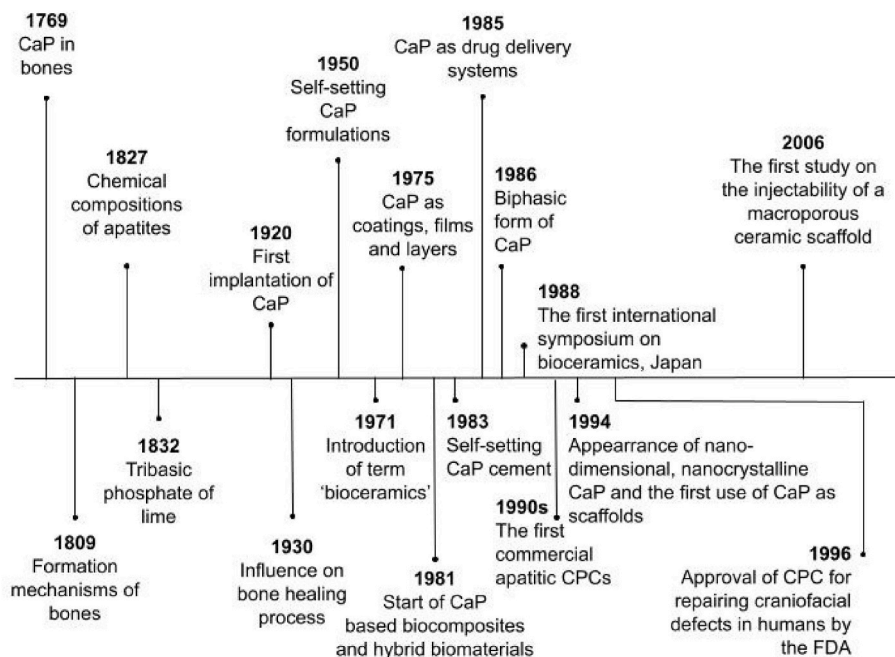 1769
CaP in
bones
1827
Chemical
compositions
of apatites
1920
First
implantation of
CaP
1950
Self-setting
CaP
formulations
1975
CaP as
coatings, films
and layers
1985
CaP as drug delivery
systems
1986
Biphasic
form of
CaP
1988
The first international
symposium on
bioceramics, Japan
2006
The first study on
the injectability of a
macroporous
ceramic scaffold
1809
Formation
mechanisms of
bones
1832
Tribasic
phosphate of
lime
1930
Influence on
bone healing
process
1971
Introduction
of term
'bioceramics'
1981
Start of CaP
based biocomposites
and hybrid biomaterials
1983
Self-setting
CaP cement
1990s
The first
commercial
apatitic CPCs
1994
Appearrance of nano-
dimensional, nanocrystalline
CaP and the first use of CaP as
scaffolds
1996
Approval of CPC for
repairing craniofacial
defects in humans by
the FDA